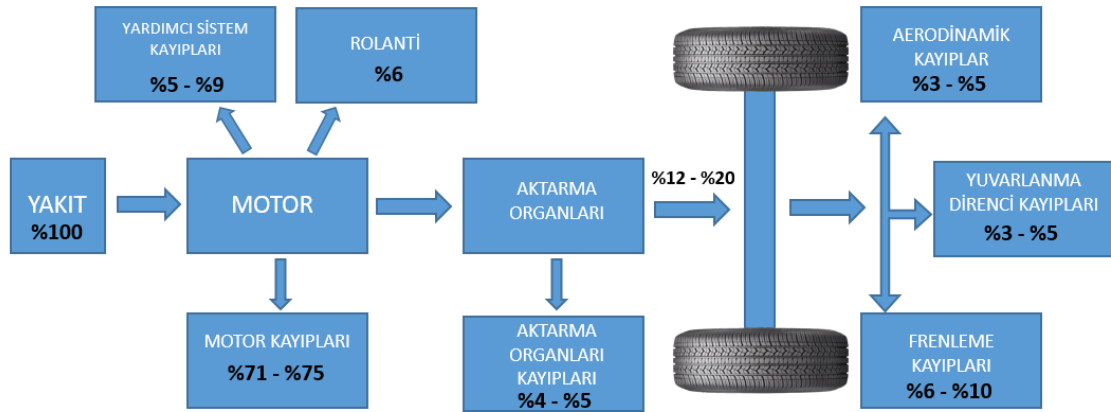 YARDIMCI SİSTEM
KAYIPLARI
%5 - %9
ROLANTİ
%6
AERODİNAMİK
KAYIPLAR
%3 – %5
YAKIT
%100
MOTOR
AKTARMA
ORGANLARI
%12 - %20
YUVARLANMA
DİRENCİ KAYIPLARI
%3 – %5
MOTOR KAYIPLARI
%71 - %75
AKTARMA
ORGANLARI
KAYIPLARI
%4 – %5
FRENLEME
KAYIPLARI
%6 – %10